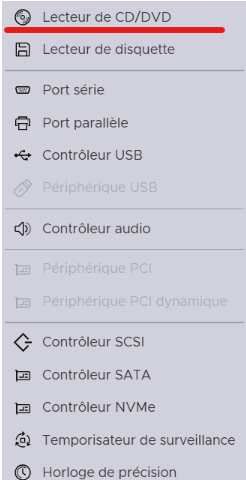 Lecteur de CD/DVD
Lecteur de disquette
Port série
Port parallèle
Contrôleur USB
Périphérique USB
Contrôleur audio
Périphérique PCI
Périphérique PCI dynamique
Contrôleur SCSI
Contrôleur SATA
Contrôleur NVMe
Temporisateur de surveillance
Horloge de précision